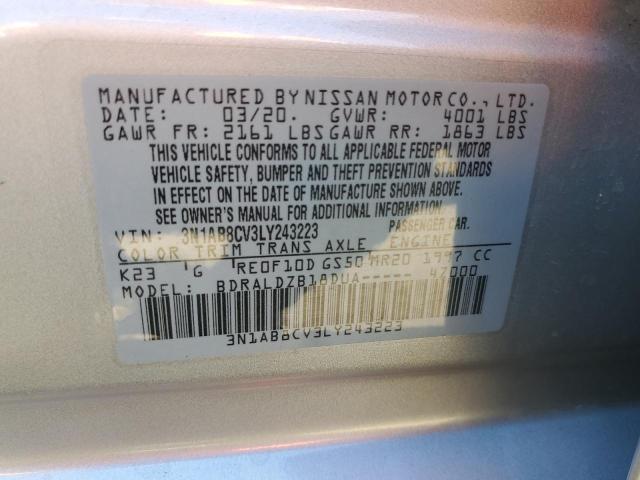 MANUFACTURED BY NISSAN MOTOR CO., LTD.
DATE: 03/20. GVWR: 4001 LBS
GAWR FR: 2161 LBS GAWR RR: 1863 LBS
THIS VEHICLE CONFORMS TO ALL APPLICABLE FEDERAL MOTOR
VEHICLE SAFETY, BUMPER AND THEFT PREVENTION STANDARDS
IN EFFECT ON THE DATE OF MANUFACTURE SHOWN ABOVE.
SEE OWNER'S MANUAL FOR ADDITIONAL INFORMATION.
VIN: 3N1AB8CV3LY243223 PASSENGER CAR.
COLOR TRIM TRANS AXLE ENGINE
K23 G RE0F10D GS50 MR20 1997 CC
MODEL: BDRALDZB18DUA----- 47000
3N1AB8CV3LY243223